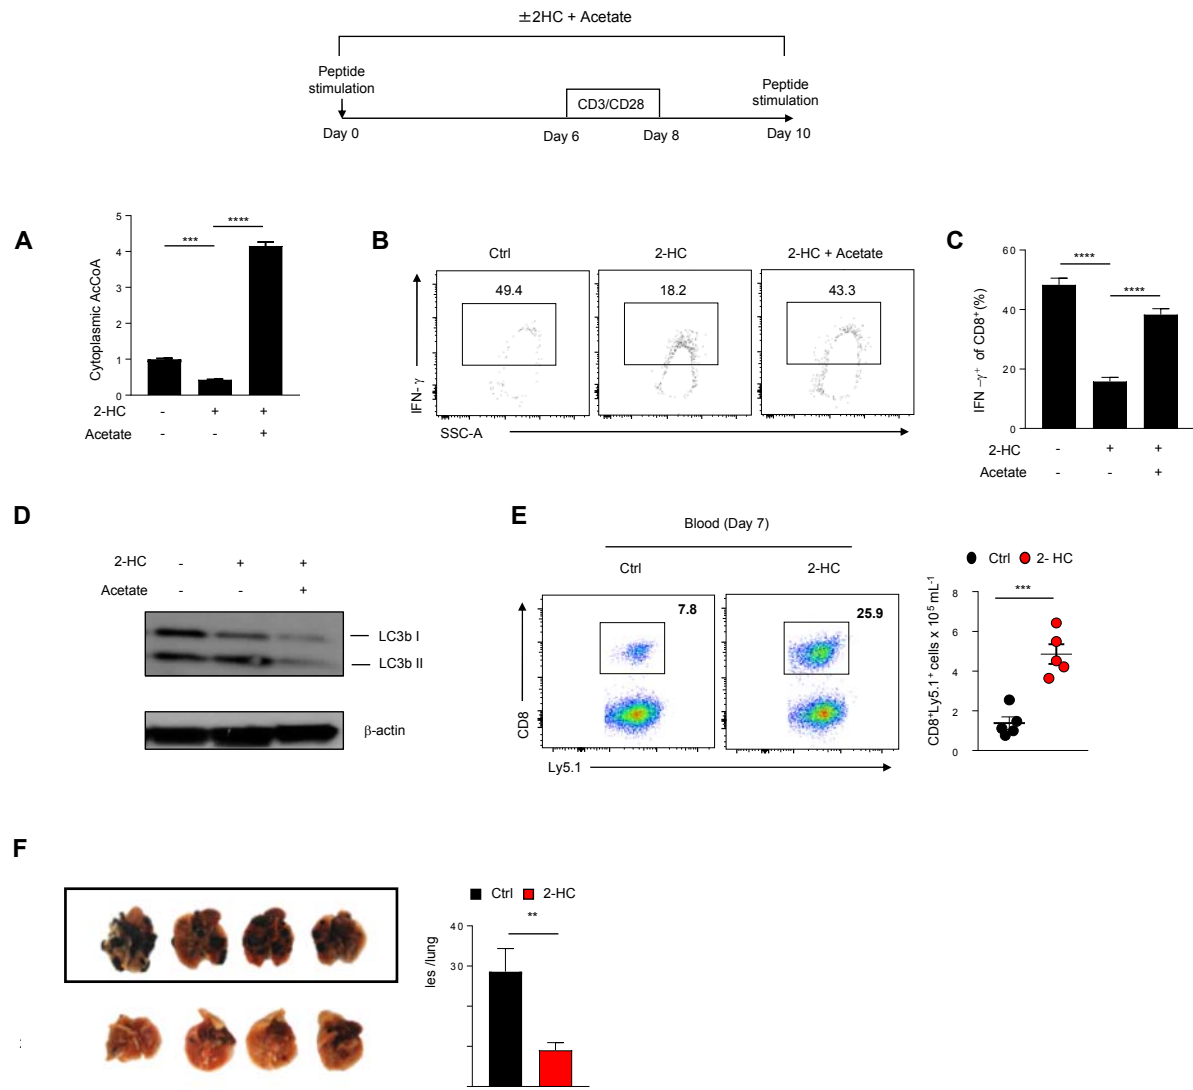 ±2HC + Acetate
Peptide
stimulation
Peptide
stimulation
CD3/CD28
Day 0
Day 6
Day 8
Day 10
A
Cytoplasmic AcCoA
5
4
3
2
1
0
***
****
2-HC - + +
Acetate - - +
B
Ctrl
2-HC
2-HC + Acetate
49.4
18.2
43.3
IFN- γ
SSC-A
C
IFN –γ⁺ of CD8⁺(%)
60
40
20
0
****
****
2-HC - + +
Acetate - - +
D
2-HC - + +
Acetate - - +
LC3b I
LC3b II
β-actin
E
Blood (Day 7)
Ctrl
2-HC
7.8
25.9
CD8
Ly5.1
Ctrl 2- HC
***
CD8⁺Ly5.1⁺ cells x 10⁵ mL⁻¹
8
6
4
2
0
F
:
Ctrl 2-HC
**
les /lung
40
30